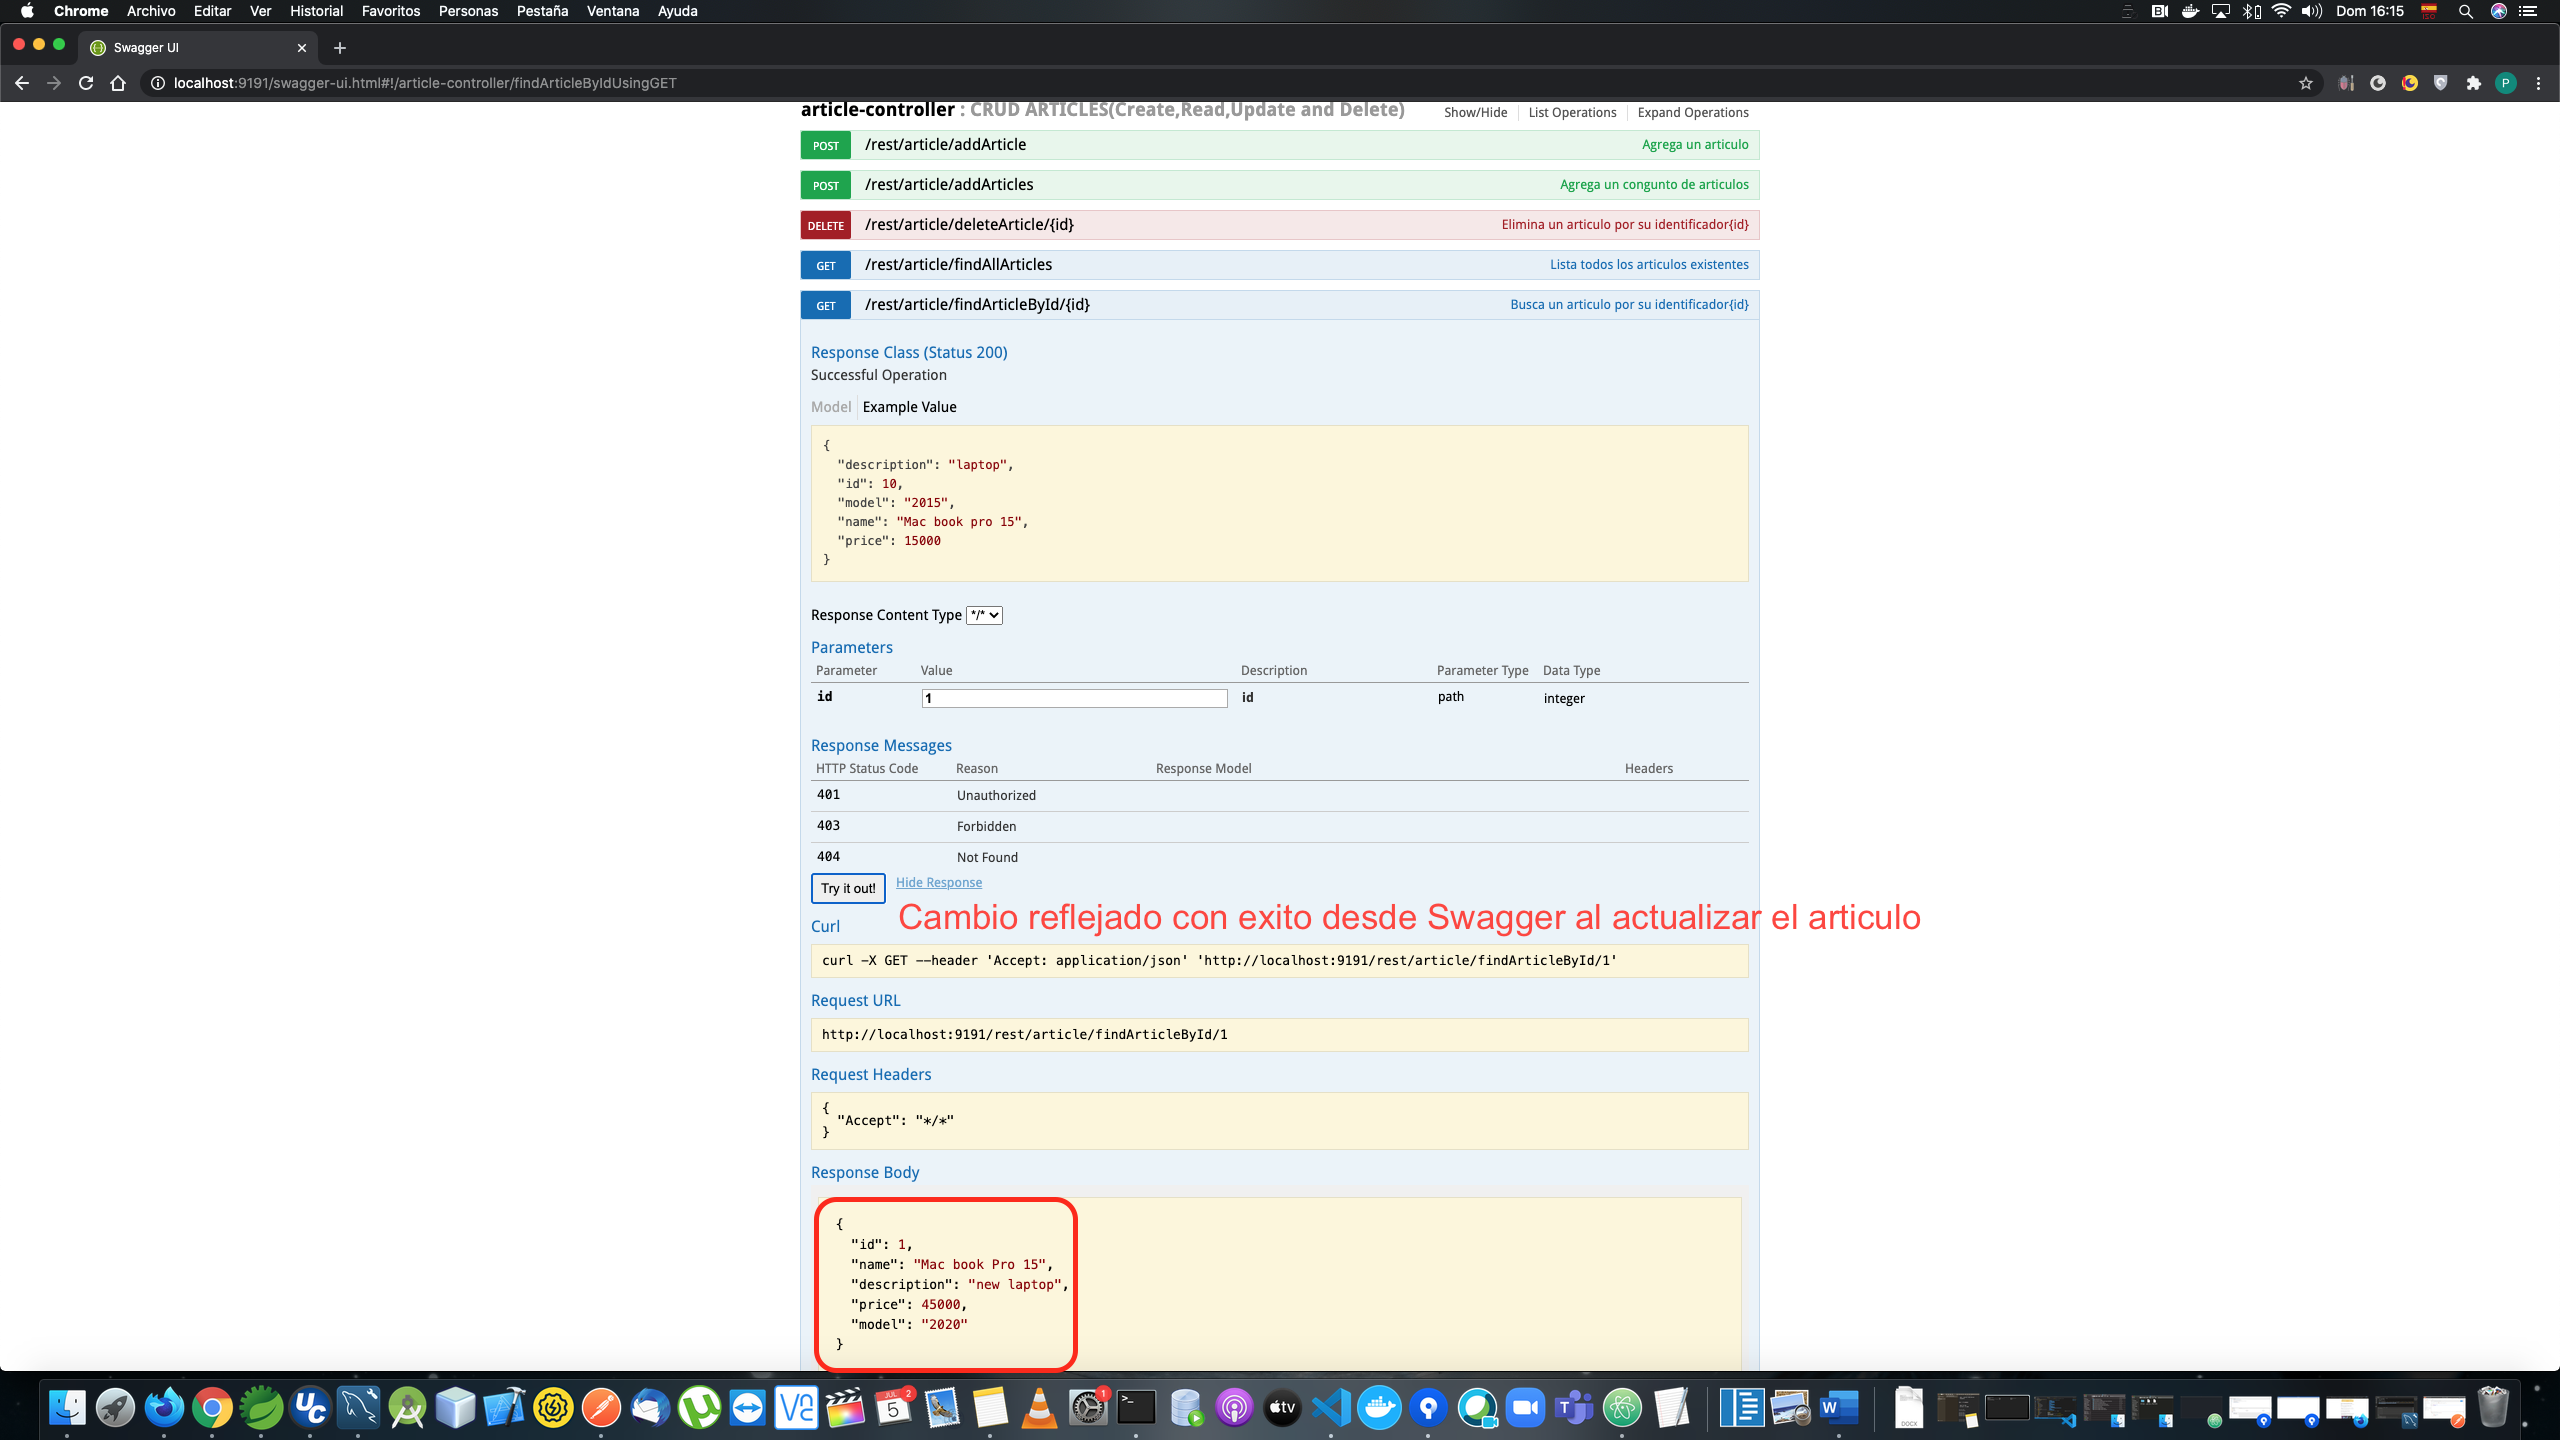 Chrome Archivo Editar Ver Historial Favoritos Personas Pestaña Ventana Ayuda Dom 16:15
Swagger UI
localhost:9191/swagger-ui.html#!/article-controller/findArticleByIdUsingGET
article-controller : CRUD ARTICLES(Create,Read,Update and Delete) Show/Hide List Operations Expand Operations
POST /rest/article/addArticle Agrega un articulo
POST /rest/article/addArticles Agrega un congunto de articulos
DELETE /rest/article/deleteArticle/{id} Elimina un articulo por su identificador{id}
GET /rest/article/findAllArticles Lista todos los articulos existentes
GET /rest/article/findArticleById/{id} Busca un articulo por su identificador{id}
Response Class (Status 200)
Successful Operation
Model Example Value
{
"description": "laptop",
"id": 10,
"model": "2015",
"name": "Mac book pro 15",
"price": 15000
}
Response Content Type */*
Parameters
Parameter Value Description Parameter Type Data Type
id 1 id path integer
Response Messages
HTTP Status Code Reason Response Model Headers
401 Unauthorized
403 Forbidden
404 Not Found
Try it out! Hide Response
Cambio reflejado con exito desde Swagger al actualizar el articulo
Curl
curl -X GET --header 'Accept: application/json' 'http://localhost:9191/rest/article/findArticleById/1'
Request URL
http://localhost:9191/rest/article/findArticleById/1
Request Headers
{
"Accept": "*/*"
}
Response Body
{
"id": 1,
"name": "Mac book Pro 15",
"description": "new laptop",
"price": 45000,
"model": "2020"
}